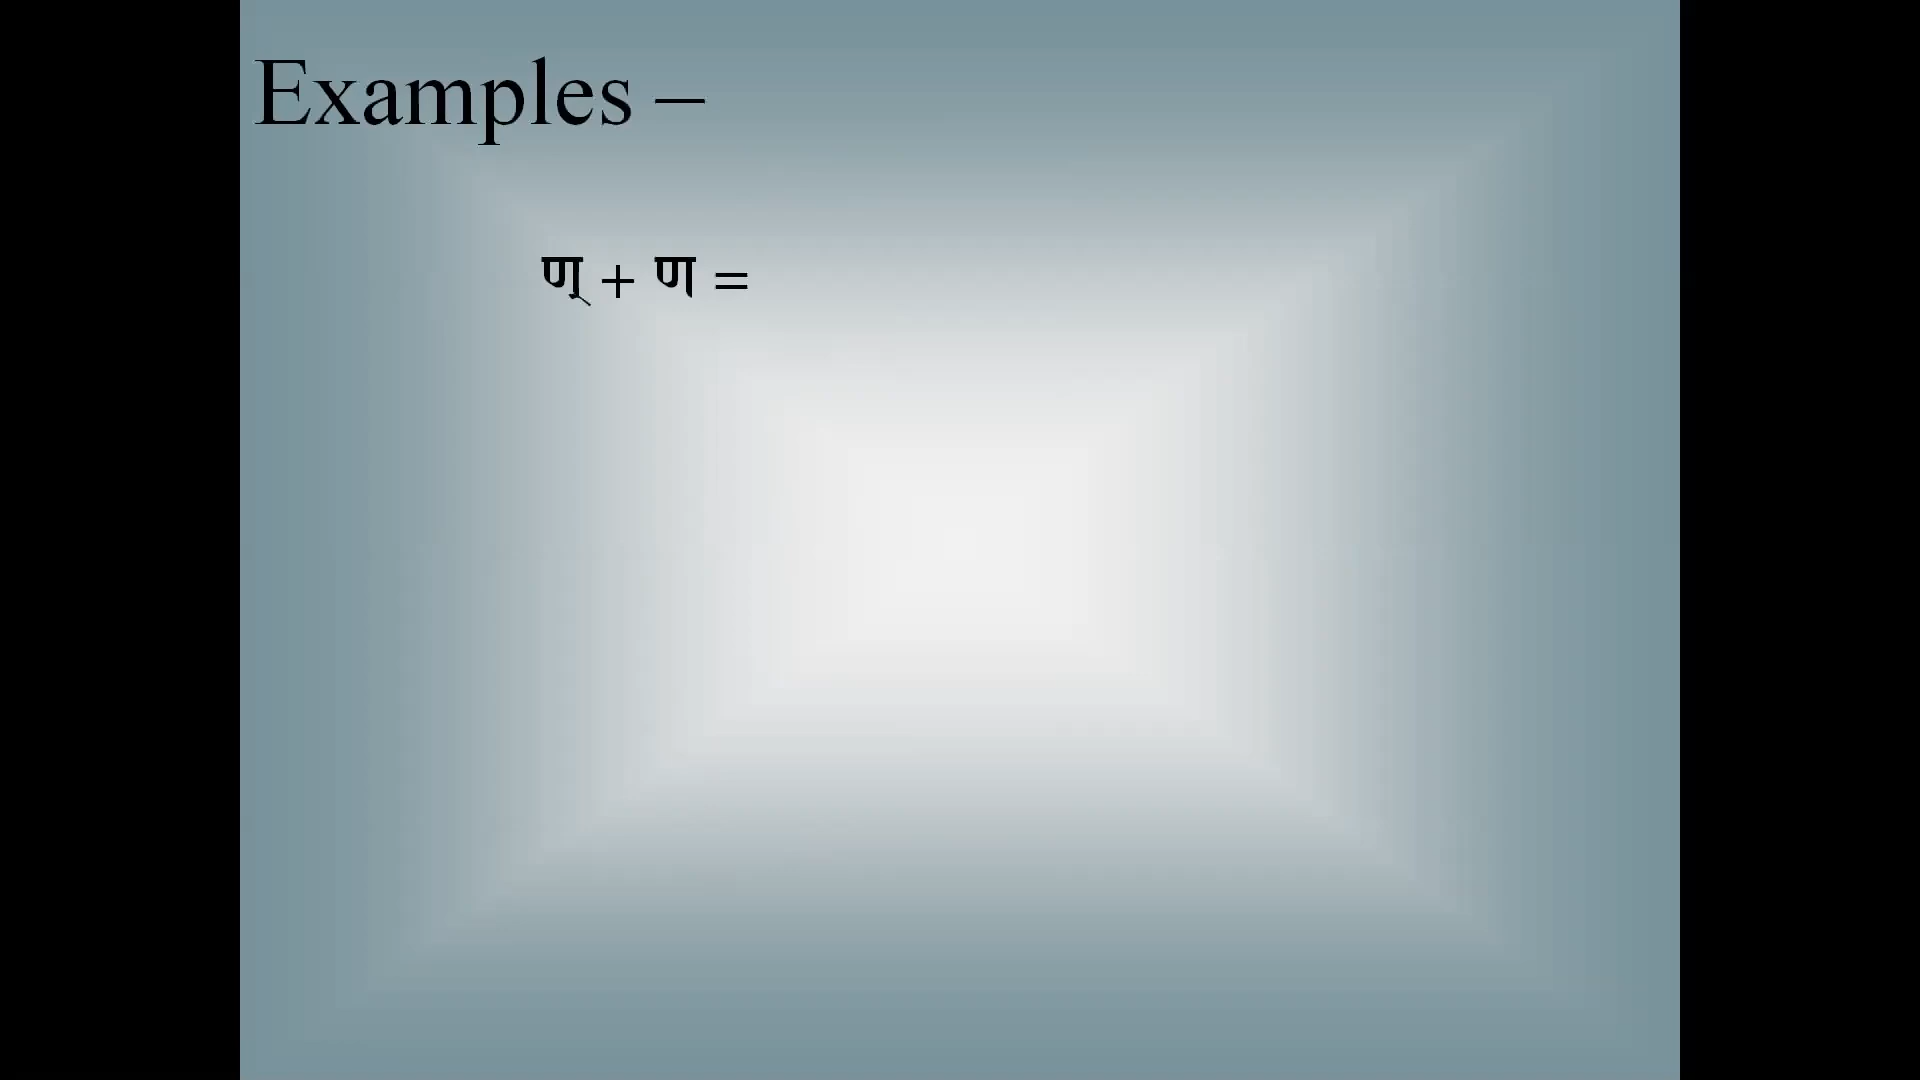 Examples –
ण् + ण =